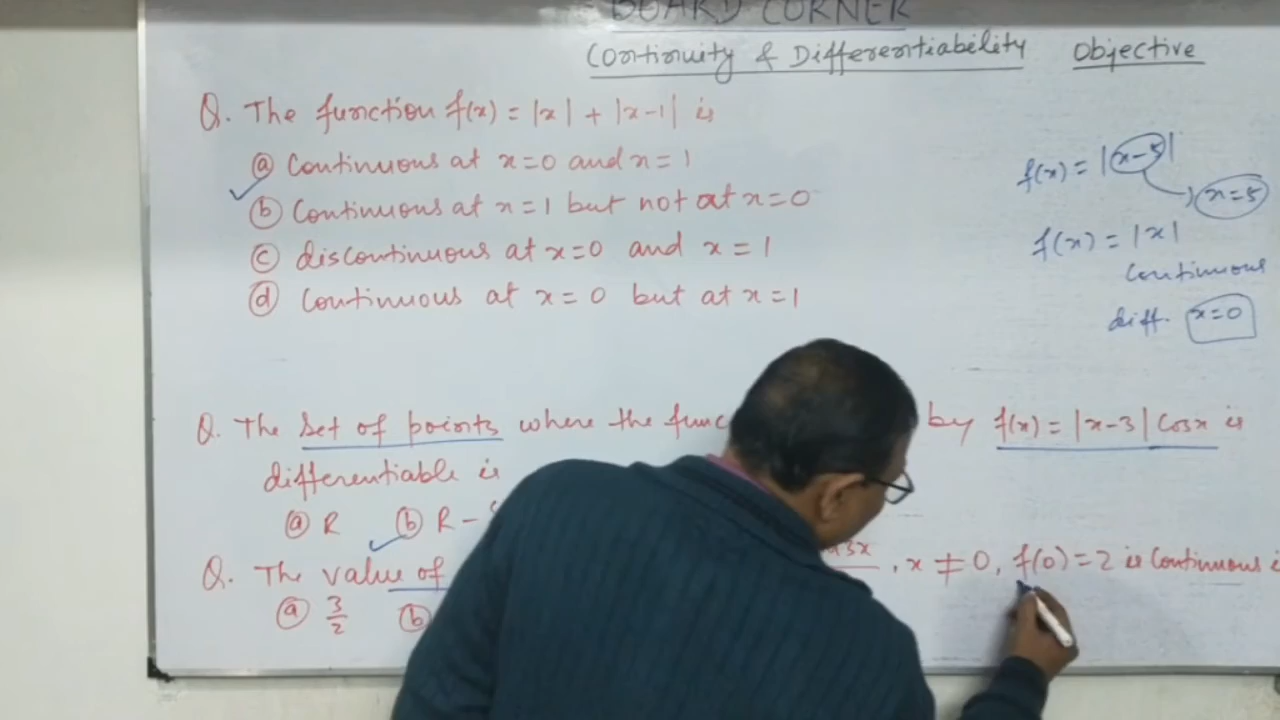 BOARD CORNER
Continuity & Differentiability Objective
Q. The function f(x) = |x| + |x-1| is
ⓐ Continuous at x=0 and x=1
ⓑ Continuous at x=1 but not at x=0
ⓒ discontinuous at x=0 and x=1
ⓓ Continuous at x=0 but at x=1
f(x) = |x-5|
x=5
f(x) = |x|
Continuous
diff. x=0
Q. The set of points where the func by f(x) = |x-3| Cosx is
differentiable is
ⓐ R ⓑ R -
Q. The value of 3x , x ≠ 0, f(0)=2 is Continuous i
ⓐ 3/2 ⓑ